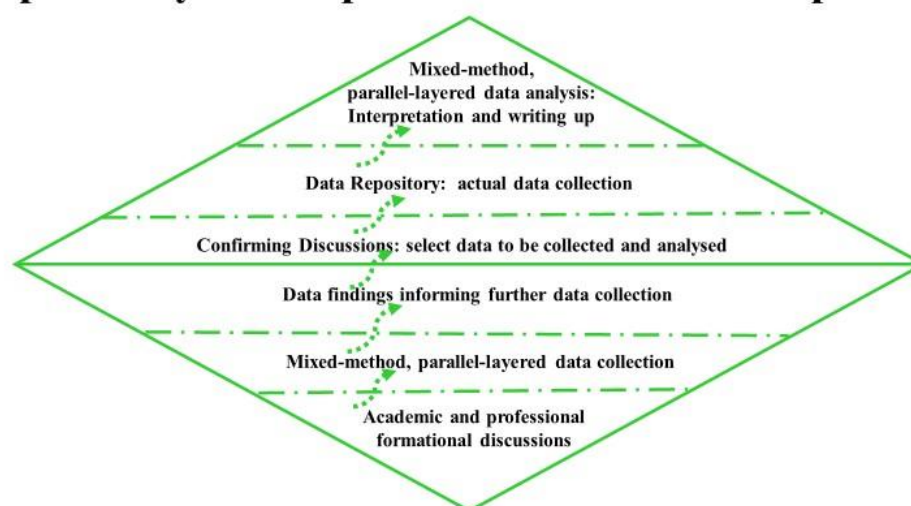 Mixed-method,
parallel-layered data analysis:
Interpretation and writing up
Data Repository: actual data collection
Confirming Discussions: select data to be collected and analysed
Data findings informing further data collection
Mixed-method, parallel-layered data collection
Academic and professional
formational discussions